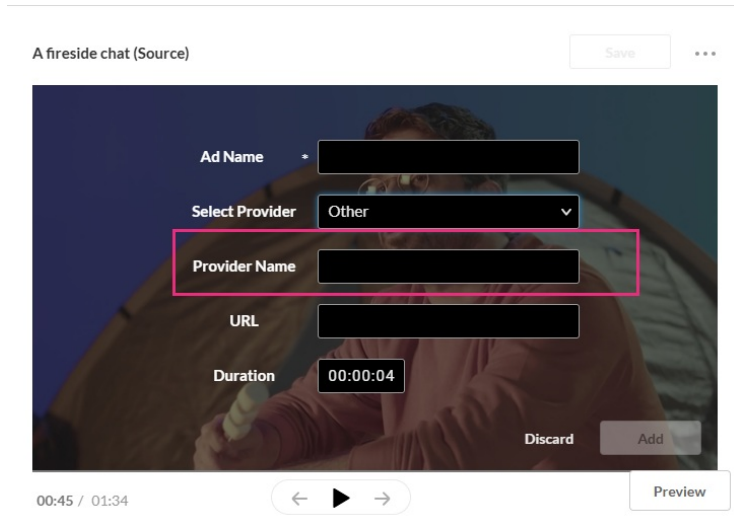 A fireside chat (Source)
Save
Ad Name *
Select Provider Other
Provider Name
URL
Duration 00:00:04
Discard Add
00:45 / 01:34
Preview